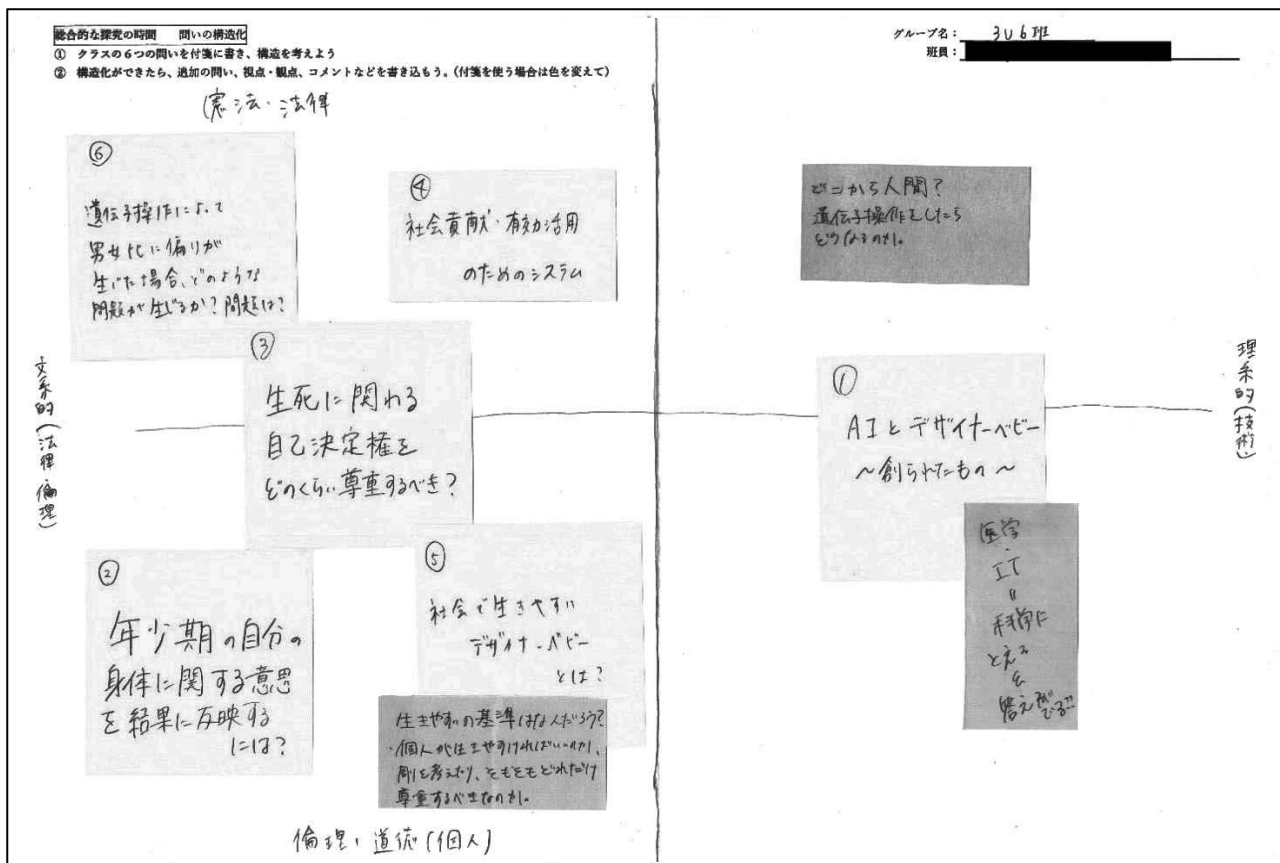 総合的な探究の時間　問いの構造化
① クラスの6つの問いを付箋に書き、構造を考えよう
② 構造化ができたら、追加の問い、視点・観点、コメントなどを書き込もう。(付箋を使う場合は色を変えて)
グループ名： 3U6班
班員：
憲法・法律
⑥
遺伝子操作によって
男女比に偏りが
生じた場合、どのような
問題が生じるか？問題は？
④
社会貢献・有効活用
のためのシステム
どこから人間？
遺伝子操作をしたら
どうなるのか。
文系的(法律・倫理)
③
生死に関わる
自己決定権を
どのくらい尊重するべき？
①
AIとデザイナーベビー
～創られたもの～
理系的(技術)
②
年少期の自分の
身体に関する意思
を結果に反映する
には？
⑤
社会で生きやすい
デザイナーベビー
とは？
医学
・
IT
〃
科学に
とえる
を
答えがでる!!
生きやすいの基準はなんだろう？
・個人が生きやすければいいのか、
を考えたり、そもそもどれだけ
尊重するべきなのか。
倫理・道徳(個人)